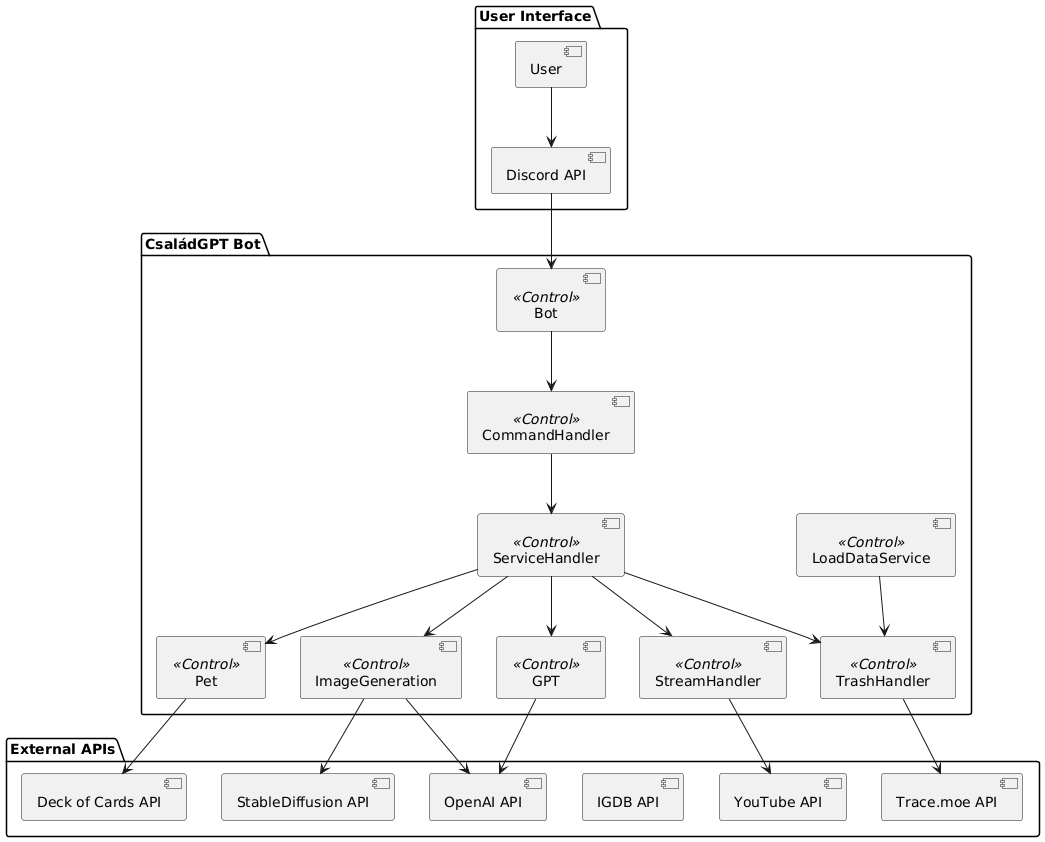 User Interface
User
Discord API
CsaládGPT Bot
«Control»
Bot
«Control»
CommandHandler
«Control»
ServiceHandler
«Control»
LoadDataService
«Control»
Pet
«Control»
ImageGeneration
«Control»
GPT
«Control»
StreamHandler
«Control»
TrashHandler
External APIs
Deck of Cards API
StableDiffusion API
OpenAI API
IGDB API
YouTube API
Trace.moe API